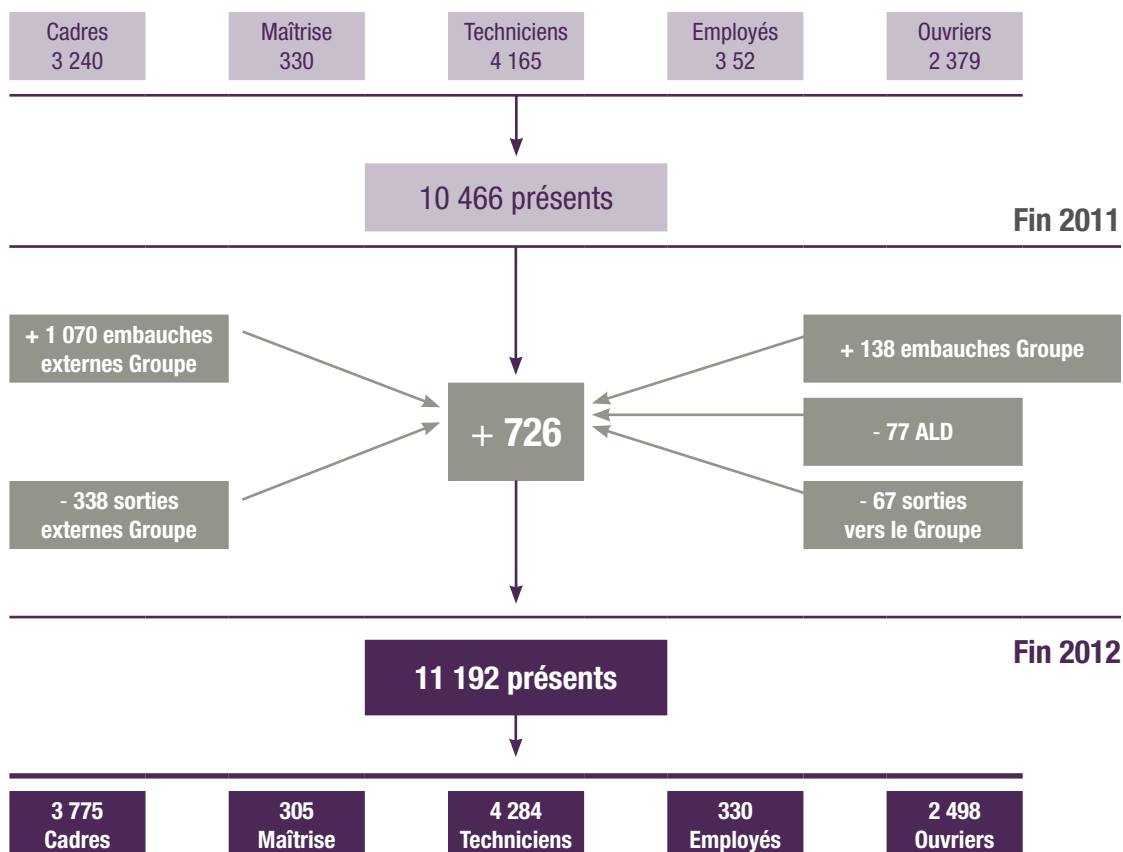 Cadres
3 240
Maîtrise
330
Techniciens
4 165
Employés
3 52
Ouvriers
2 379
10 466 présents
Fin 2011
+ 1 070 embauches
externes Groupe
+ 138 embauches Groupe
+ 726
- 77 ALD
- 338 sorties
externes Groupe
- 67 sorties
vers le Groupe
Fin 2012
11 192 présents
3 775
Cadres
305
Maîtrise
4 284
Techniciens
330
Employés
2 498
Ouvriers